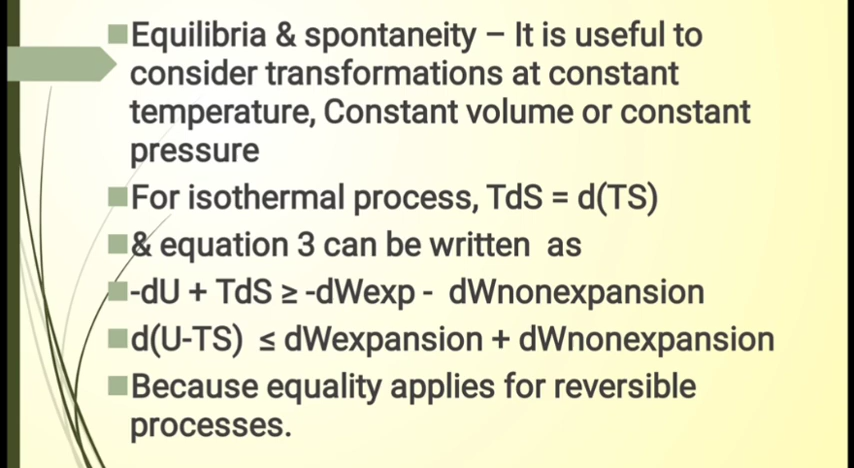 Equilibria & spontaneity – It is useful to
consider transformations at constant
temperature, Constant volume or constant
pressure
For isothermal process, TdS = d(TS)
& equation 3 can be written as
-dU + TdS ≥ -dWexp - dWnonexpansion
d(U-TS) ≤ dWexpansion + dWnonexpansion
Because equality applies for reversible
processes.